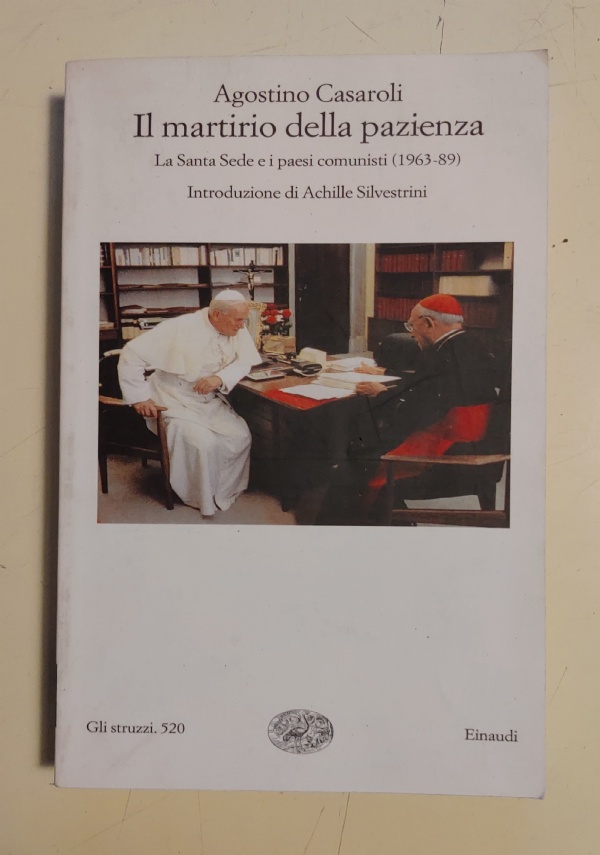 Agostino Casaroli
Il martirio della pazienza
La Santa Sede e i paesi comunisti (1963-89)
Introduzione di Achille Silvestrini
Gli struzzi. 520
Einaudi